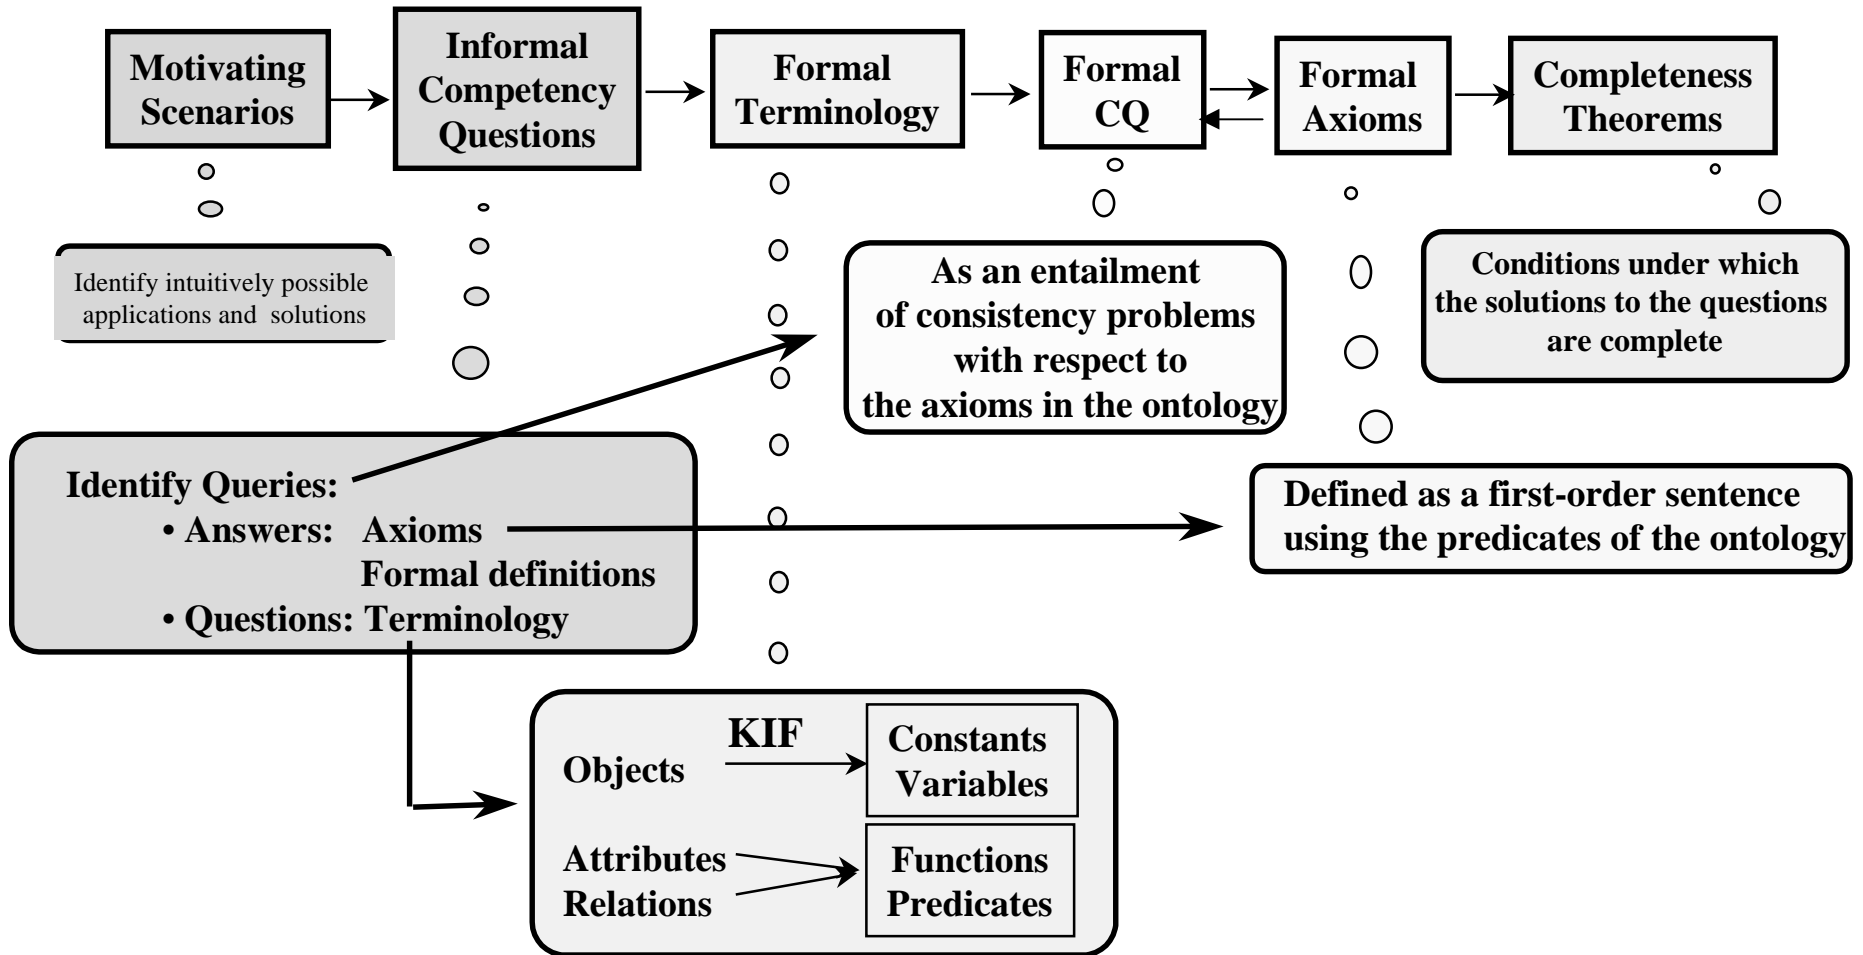 Motivating
Scenarios
Informal
Competency
Questions
Formal
Terminology
Formal
CQ
Formal
Axioms
Completeness
Theorems
Identify intuitively possible
applications and solutions
As an entailment
of consistency problems
with respect to
the axioms in the ontology
Conditions under which
the solutions to the questions
are complete
Identify Queries:
• Answers: Axioms
Formal definitions
• Questions: Terminology
Defined as a first-order sentence
using the predicates of the ontology
KIF
Objects
Constants
Variables
Attributes
Relations
Functions
Predicates